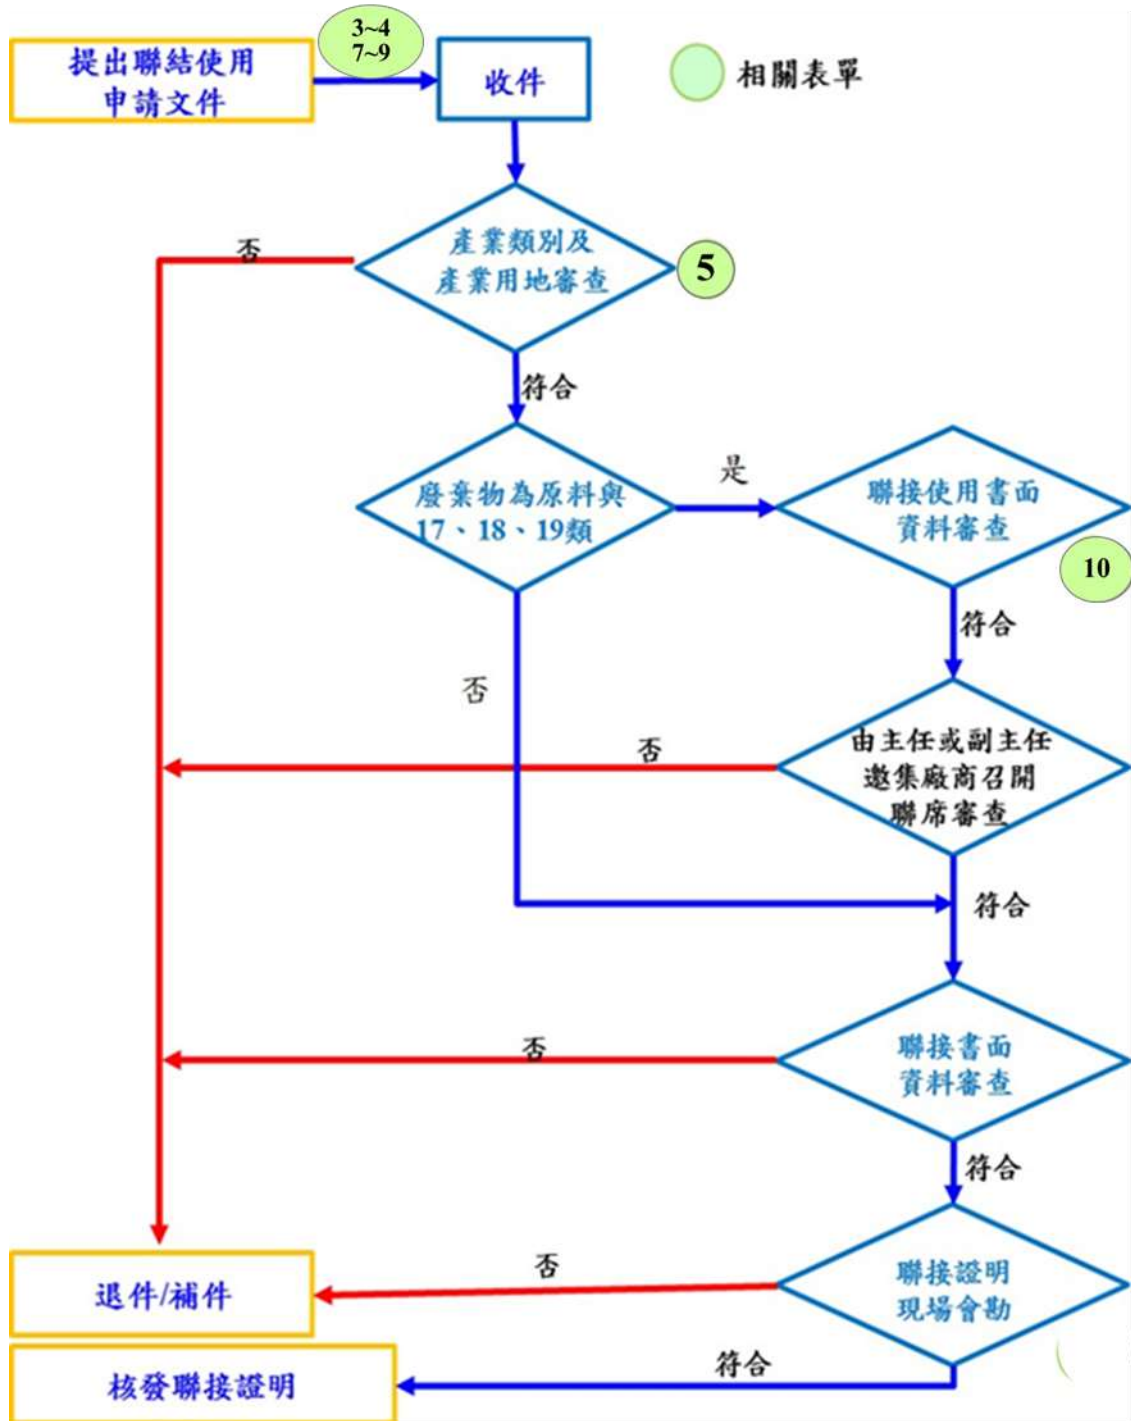 提出聯結使用
申請文件
3~4
7~9
收件
相關表單
產業類別及
產業用地審查
5
否
符合
廢棄物為原料與
17、18、19類
是
聯接使用書面
資料審查
10
符合
否
由主任或副主任
邀集廠商召開
聯席審查
否
符合
聯接書面
資料審查
否
符合
聯接證明
現場會勘
否
退件/補件
符合
核發聯接證明